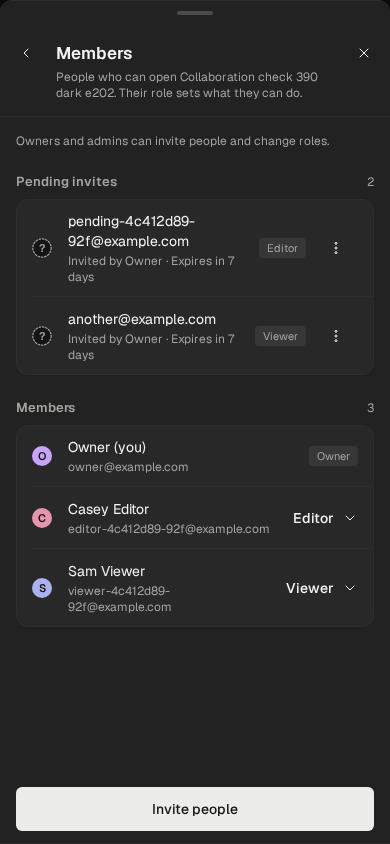 Members
People who can open Collaboration check 390
dark e202. Their role sets what they can do.
Owners and admins can invite people and change roles.
Pending invites 2
?
pending-4c412d89-
92f@example.com
Invited by Owner · Expires in 7
days
Editor
?
another@example.com
Invited by Owner · Expires in 7
days
Viewer
Members 3
O
Owner (you)
owner@example.com
Owner
C
Casey Editor
editor-4c412d89-92f@example.com
Editor
S
Sam Viewer
viewer-4c412d89-
92f@example.com
Viewer
Invite people